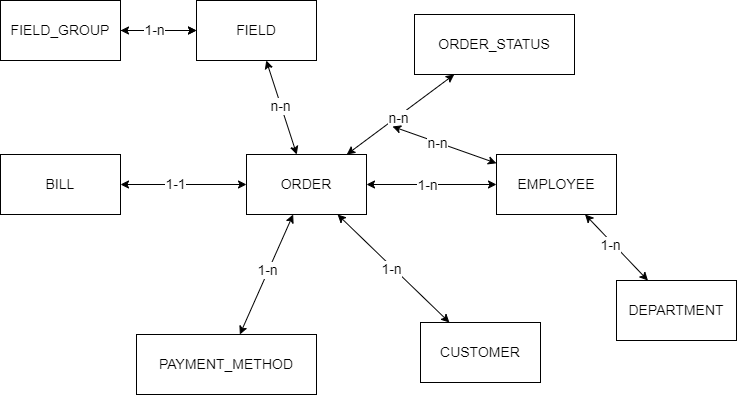 FIELD_GROUP
1-n
FIELD
ORDER_STATUS
n-n
n-n
n-n
BILL
1-1
ORDER
1-n
EMPLOYEE
1-n
1-n
1-n
DEPARTMENT
PAYMENT_METHOD
CUSTOMER